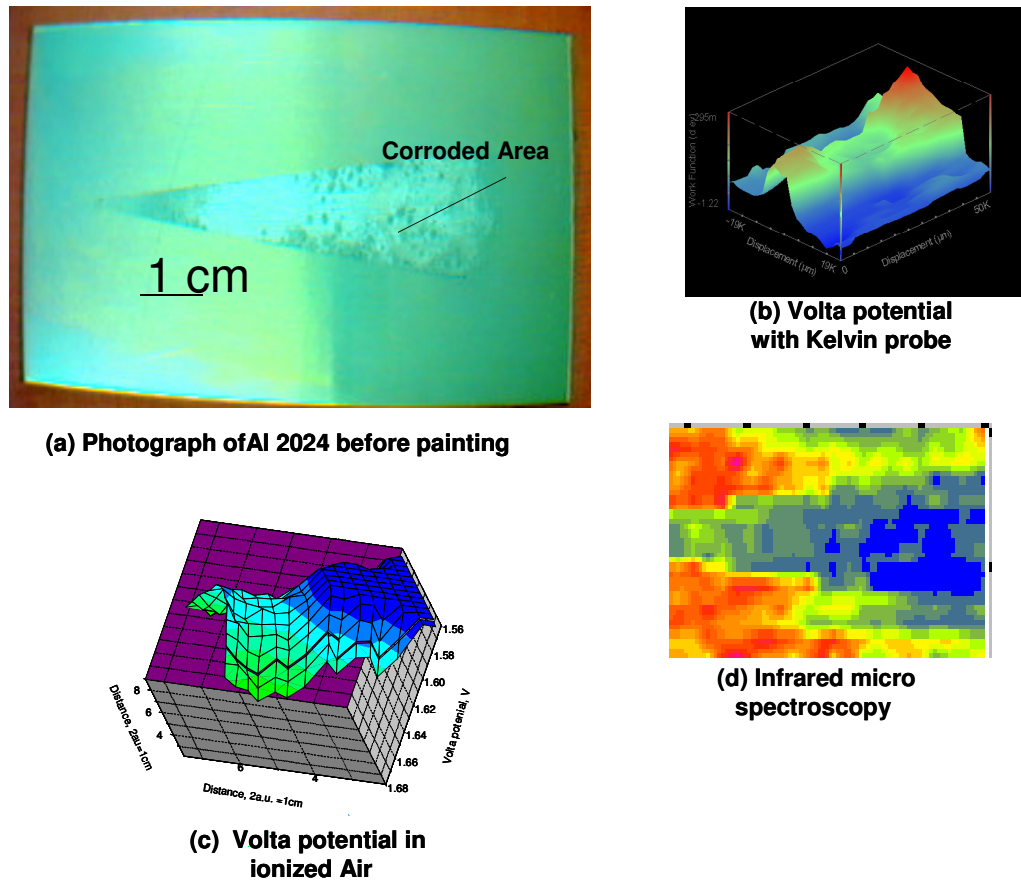 Corroded Area
1 cm
(a) Photograph ofAl 2024 before painting
295m
Work Function (d eV)
-1.22
-19K
Displacement (µm)
19K
0
Displacement (µm)
50K
(b) Volta potential
with Kelvin probe
(d) Infrared micro
spectroscopy
1.56
1.58
1.60
1.62
1.64
1.66
1.68
Volta potenial, V
8
6
4
Distance, 2au=1cm
6
4
Distance, 2a.u. =1cm
(c) Volta potential in
ionized Air